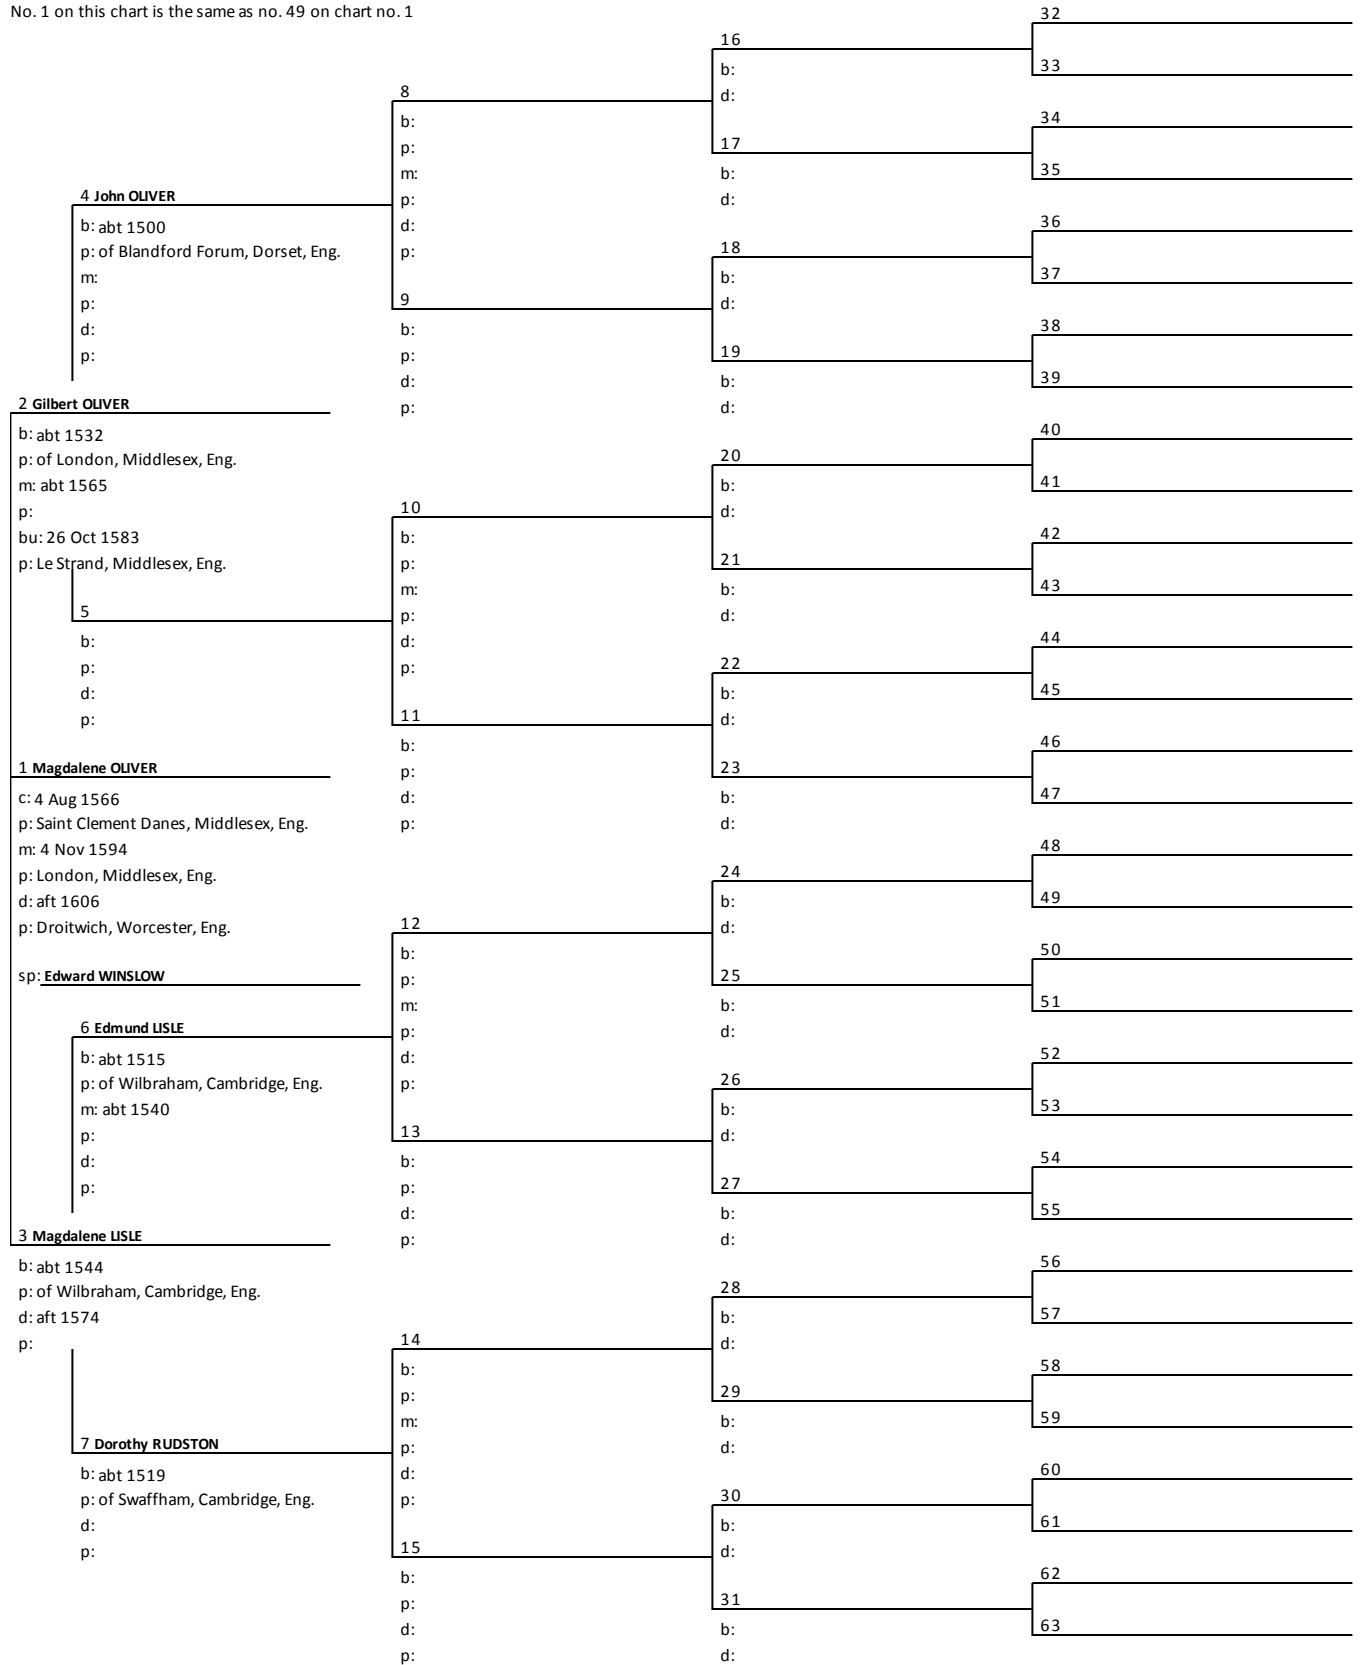 No. 1 on this chart is the same as no. 49 on chart no. 1
4 John OLIVER
b: abt 1500
p: of Blandford Forum, Dorset, Eng.
m:
p:
d:
p:
2 Gilbert OLIVER
b: abt 1532
p: of London, Middlesex, Eng.
m: abt 1565
p:
bu: 26 Oct 1583
p: Le Strand, Middlesex, Eng.
5
b:
p:
d:
p:
1 Magdalene OLIVER
c: 4 Aug 1566
p: Saint Clement Danes, Middlesex, Eng.
m: 4 Nov 1594
p: London, Middlesex, Eng.
d: aft 1606
p: Droitwich, Worcester, Eng.
sp: Edward WINSLOW
6 Edmund LISLE
b: abt 1515
p: of Wilbraham, Cambridge, Eng.
m: abt 1540
p:
d:
p:
3 Magdalene LISLE
b: abt 1544
p: of Wilbraham, Cambridge, Eng.
d: aft 1574
p:
7 Dorothy RUDSTON
b: abt 1519
p: of Swaffham, Cambridge, Eng.
d:
p:
8
b:
p:
m:
p:
d:
p:
9
b:
p:
d:
p:
10
b:
p:
m:
p:
d:
p:
11
b:
p:
d:
p:
12
b:
p:
m:
p:
d:
p:
13
b:
p:
d:
p:
14
b:
p:
m:
p:
d:
p:
15
b:
p:
d:
p:
16
b:
d:
17
b:
d:
18
b:
d:
19
b:
d:
20
b:
d:
21
b:
d:
22
b:
d:
23
b:
d:
24
b:
d:
25
b:
d:
26
b:
d:
27
b:
d:
28
b:
d:
29
b:
d:
30
b:
d:
31
b:
d:
32
33
34
35
36
37
38
39
40
41
42
43
44
45
46
47
48
49
50
51
52
53
54
55
56
57
58
59
60
61
62
63